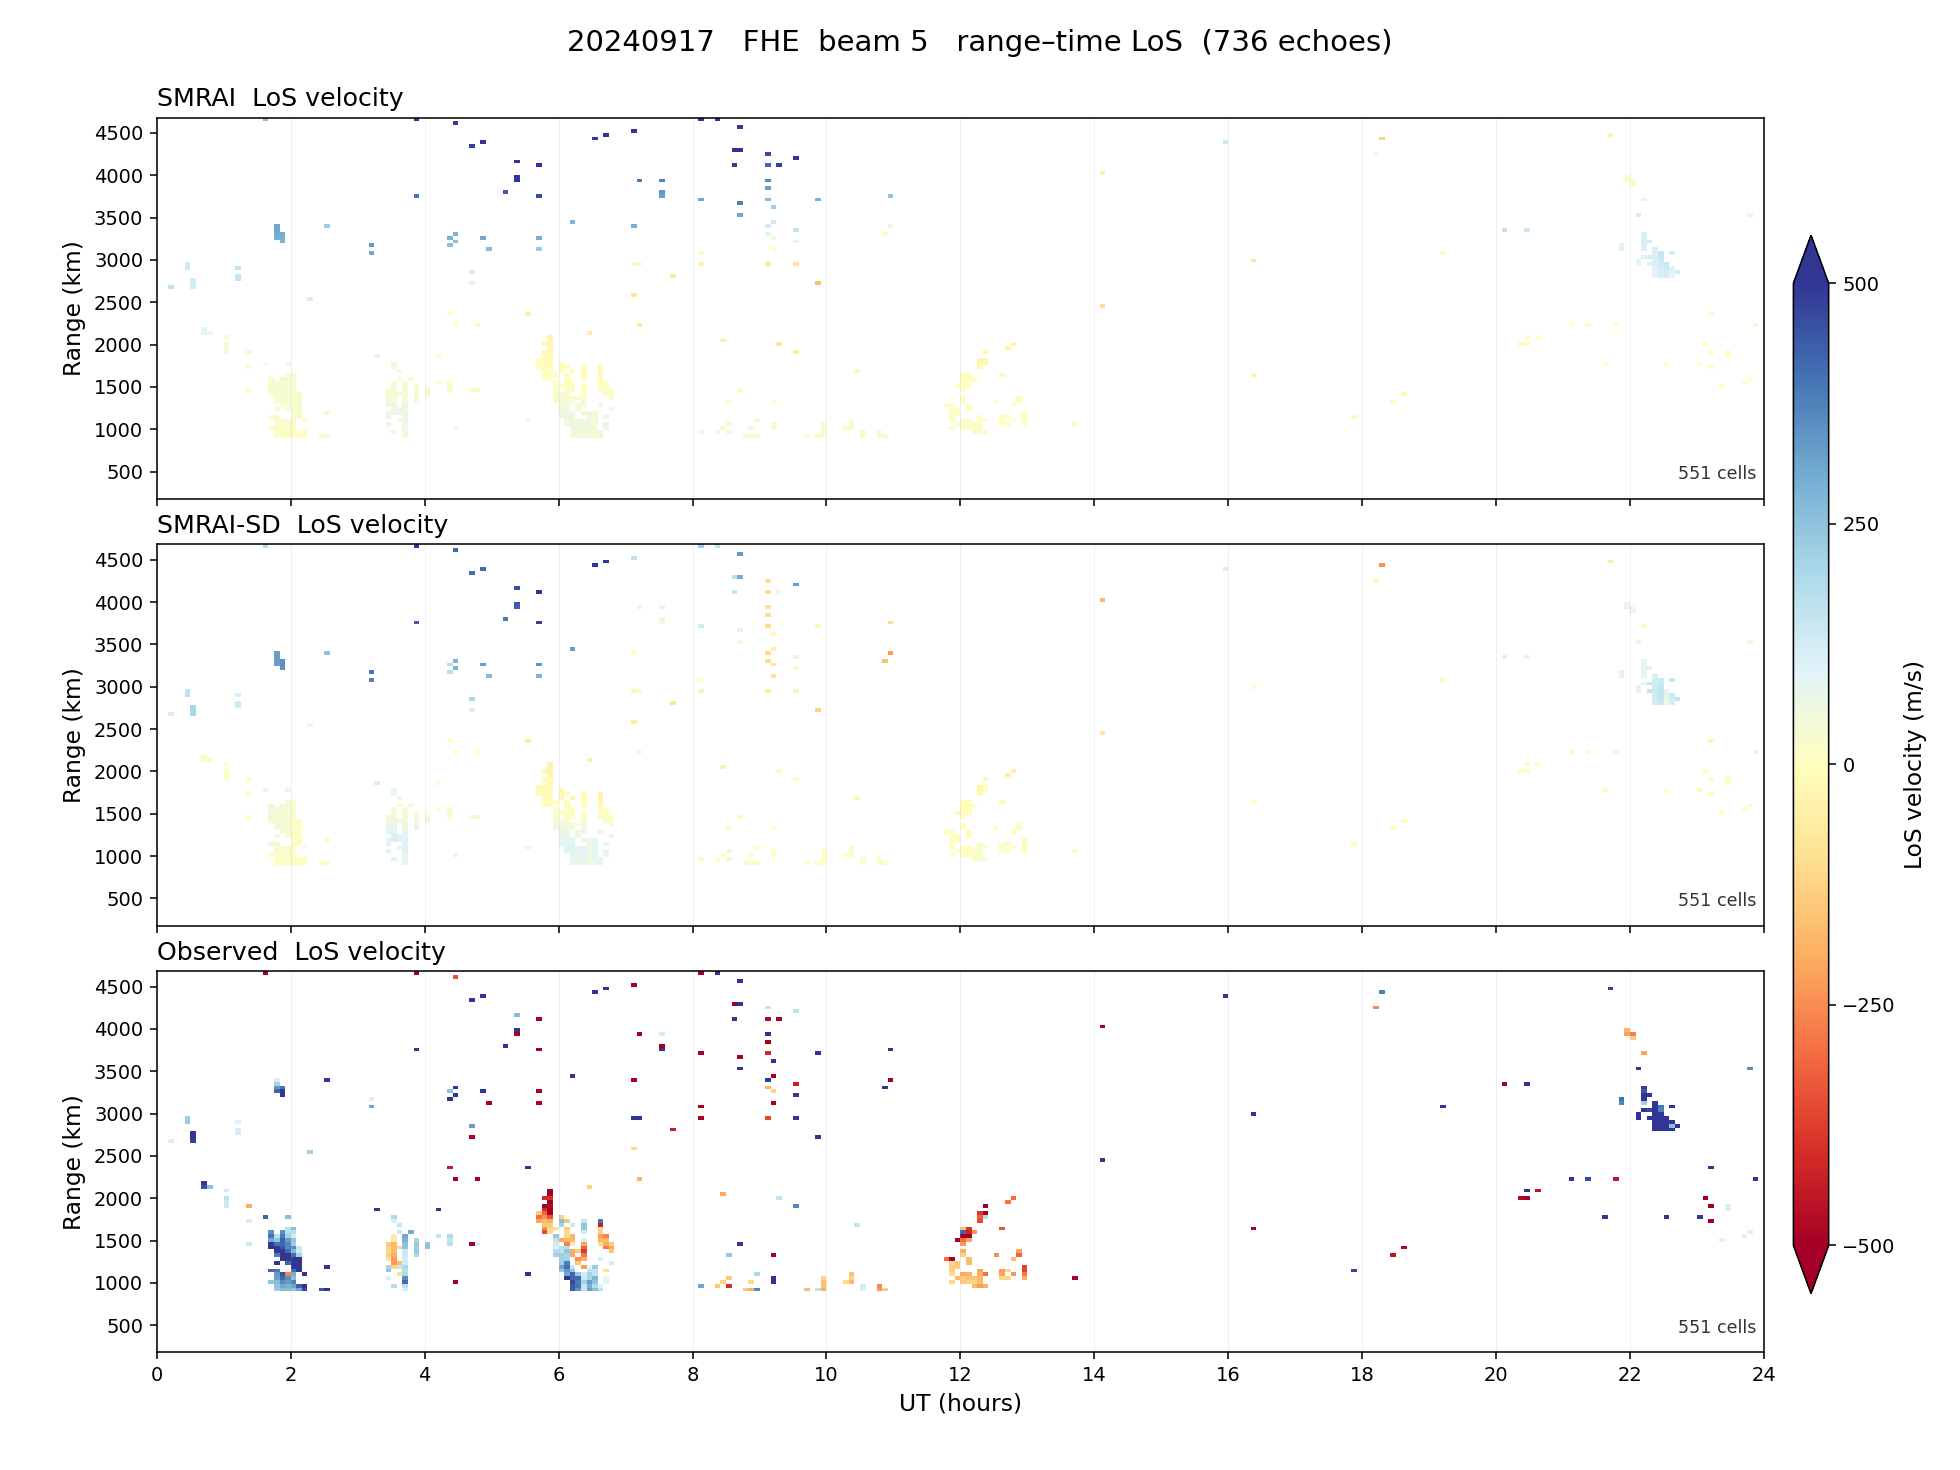 20240917   FHE  beam 5   range–time LoS  (736 echoes)
SMRAI  LoS velocity
4500
4000
3500
3000
2500
2000
1500
1000
500
Range (km)
551 cells
SMRAI-SD  LoS velocity
4500
4000
3500
3000
2500
2000
1500
1000
500
Range (km)
551 cells
Observed  LoS velocity
4500
4000
3500
3000
2500
2000
1500
1000
500
Range (km)
551 cells
0 2 4 6 8 10 12 14 16 18 20 22 24
UT (hours)
500
250
0
−250
−500
LoS velocity (m/s)